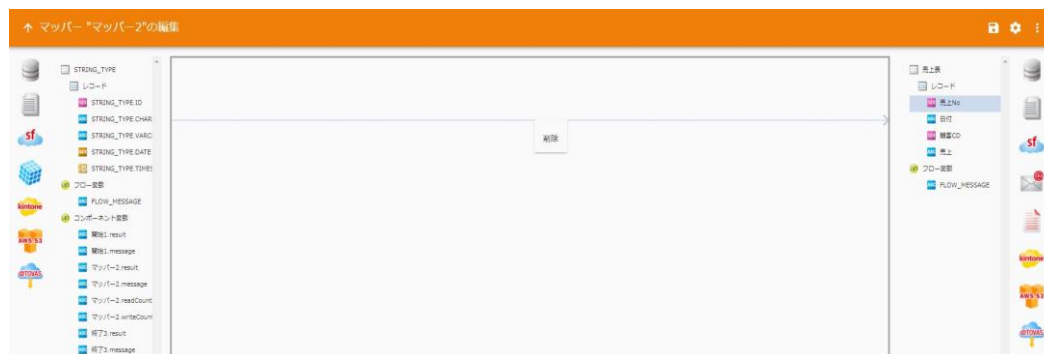 マッパー "マッパー2"の編集
STRING_TYPE
レコード
STRING_TYPE.ID
STRING_TYPE.CHAR
STRING_TYPE.VARC
STRING_TYPE.DATE
STRING_TYPE.TIMES
フロー変数
FLOW_MESSAGE
コンポーネント変数
開始1.result
開始1.message
マッパー2.result
マッパー2.message
マッパー2.readCount
マッパー2.writeCount
終了3.result
終了3.message
sf
kintone
AWS S3
@TOVAS
削除
売上表
レコード
売上No
日付
顧客CD
売上
フロー変数
FLOW_MESSAGE
sf
kintone
AWS S3
@TOVAS